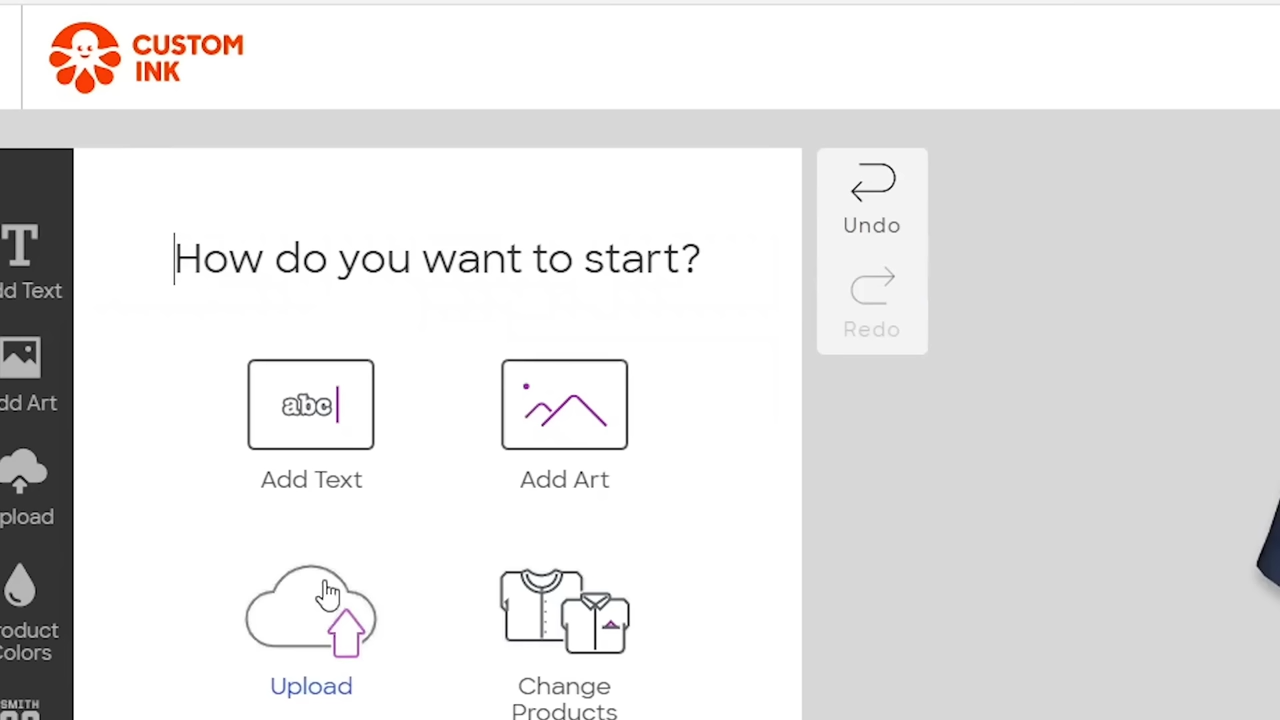 CUSTOM
INK
How do you want to start?
Undo
Redo
dd Text
dd Art
pload
roduct
Colors
SMITH
abc
Add Text
Add Art
Upload
Change
Products